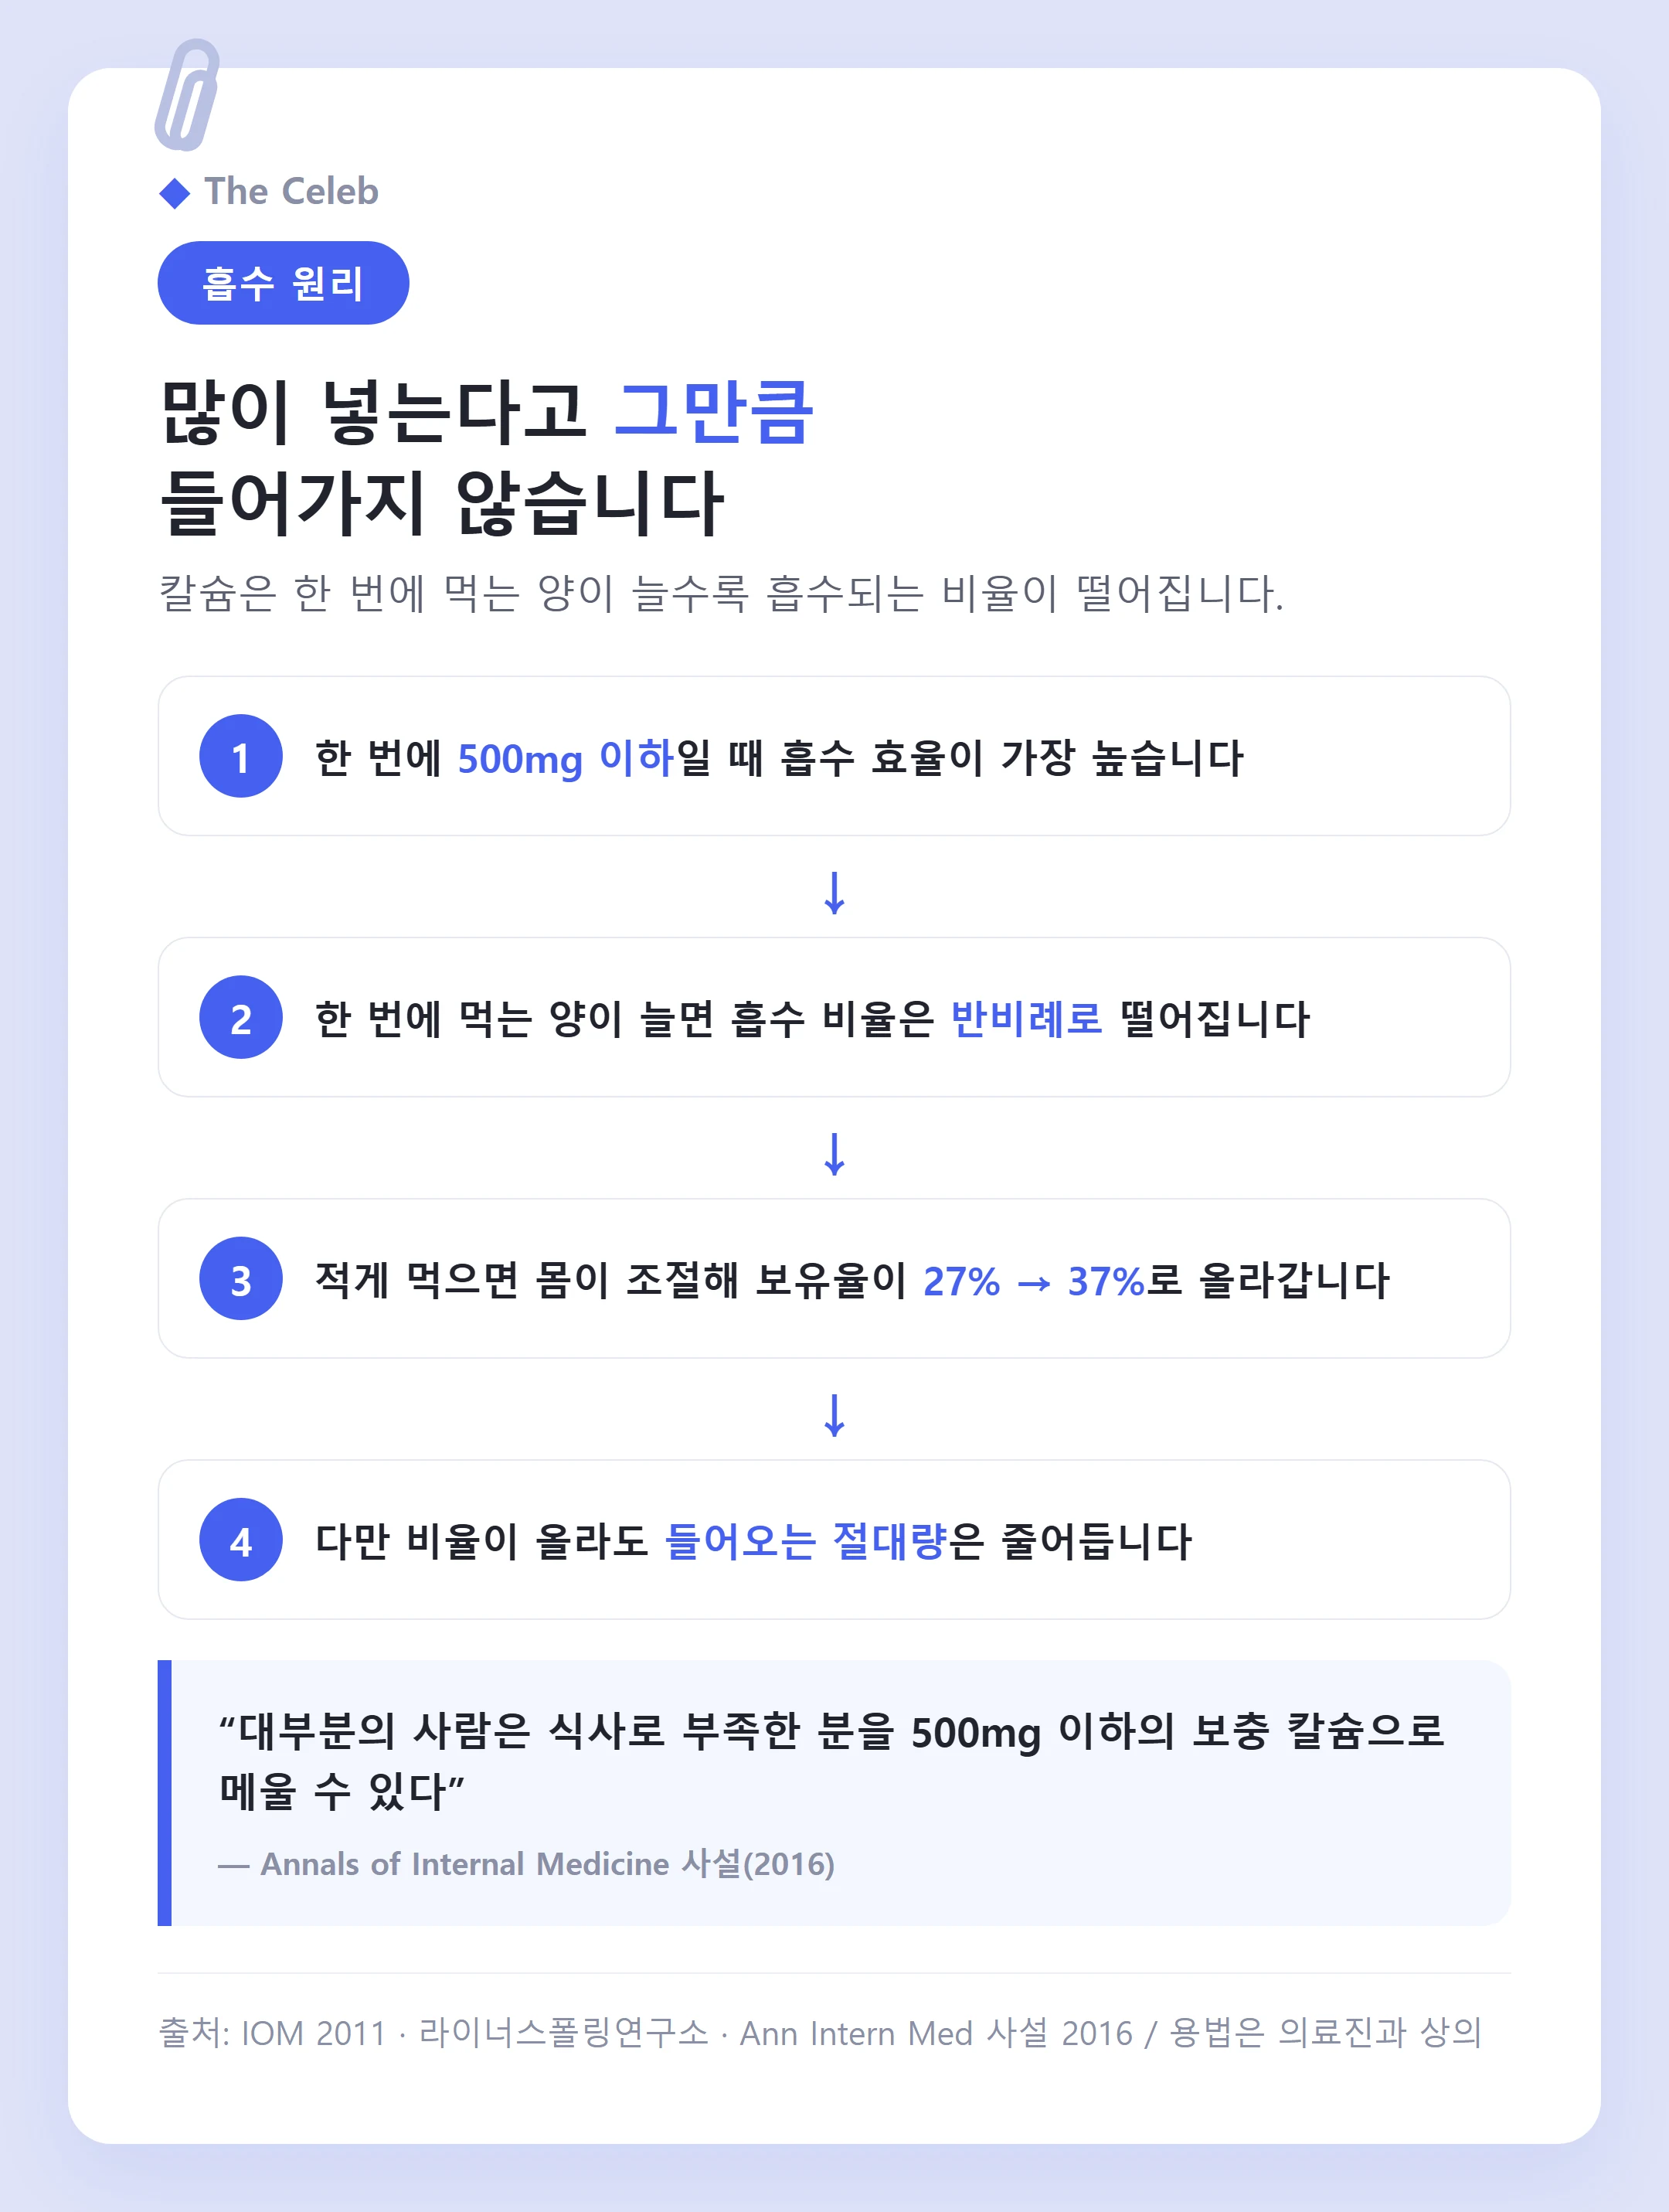 ◆ The Celeb
흡수 원리
많이 넣는다고 그만큼
들어가지 않습니다
칼슘은 한 번에 먹는 양이 늘수록 흡수되는 비율이 떨어집니다.
1 한 번에 500mg 이하일 때 흡수 효율이 가장 높습니다
↓
2 한 번에 먹는 양이 늘면 흡수 비율은 반비례로 떨어집니다
↓
3 적게 먹으면 몸이 조절해 보유율이 27% → 37%로 올라갑니다
↓
4 다만 비율이 올라도 들어오는 절대량은 줄어듭니다
“대부분의 사람은 식사로 부족한 분을 500mg 이하의 보충 칼슘으로
메울 수 있다”
— Annals of Internal Medicine 사설(2016)
출처: IOM 2011 · 라이너스폴링연구소 · Ann Intern Med 사설 2016 / 용법은 의료진과 상의